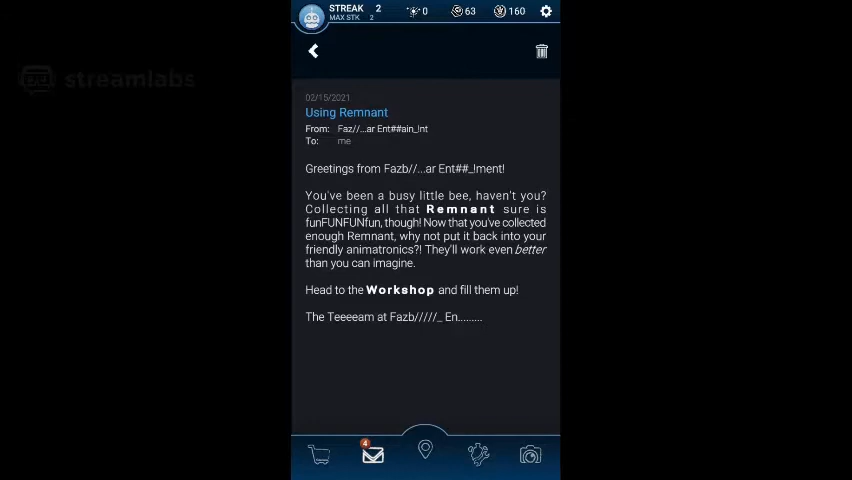 STREAK 2
MAX STK 2
0
63
160
streamlabs
02/15/2021
Using Remnant
From: Faz//...ar Ent##ain_!nt
To: me
Greetings from Fazb//...ar Ent##_!ment!
You've been a busy little bee, haven't you?
Collecting all that Remnant sure is
funFUNFUNfun, though! Now that you've collected
enough Remnant, why not put it back into your
friendly animatronics?! They'll work even better
than you can imagine.
Head to the Workshop and fill them up!
The Teeeeam at Fazb/////_ En.........
4